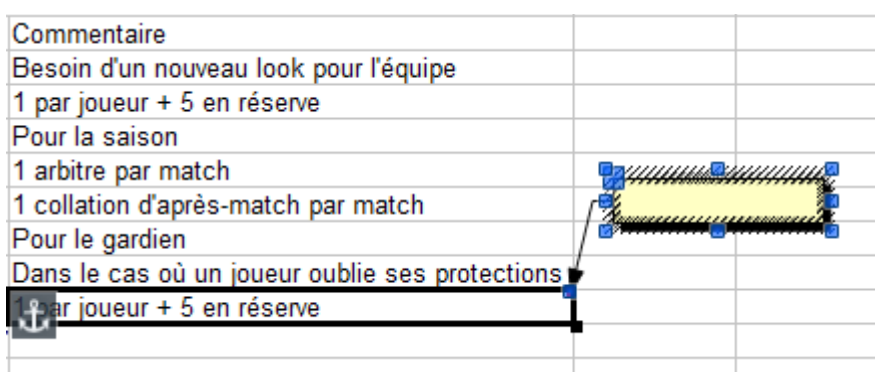 Commentaire
Besoin d'un nouveau look pour l'équipe
1 par joueur + 5 en réserve
Pour la saison
1 arbitre par match
1 collation d'après-match par match
Pour le gardien
Dans le cas où un joueur oublie ses protections
1 par joueur + 5 en réserve